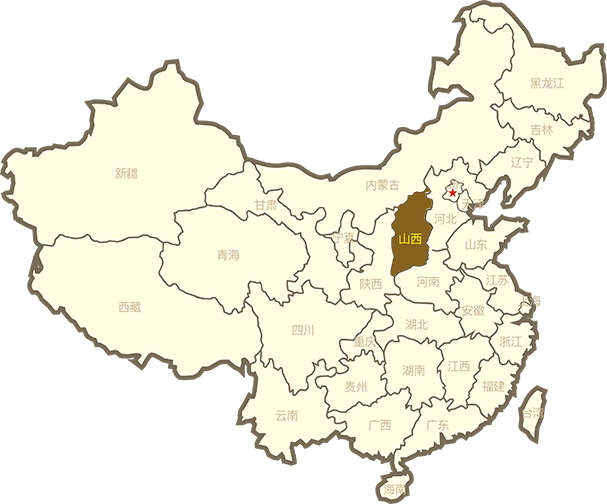 黑龙江
吉林
辽宁
新疆
内蒙古
天津
甘肃
河北
宁夏
山西
山东
青海
陕西
河南
江苏
西藏
安徽
四川
湖北
重庆
浙江
湖南
江西
贵州
福建
云南
广西
广东
台湾
海南